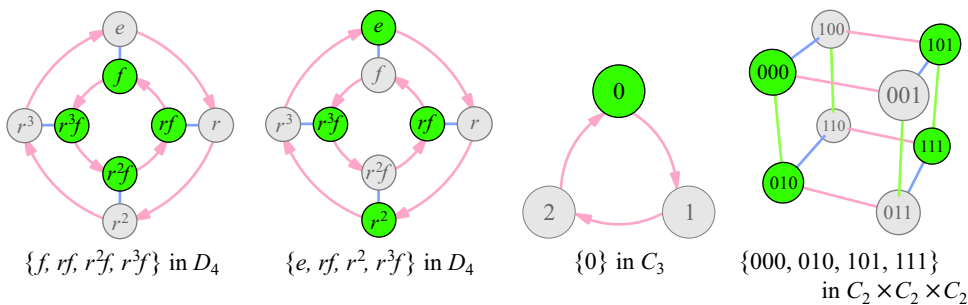 e
f
r³
r³f
rf
r
r²f
r²
{f, rf, r²f, r³f} in D₄
e
f
r³
r³f
rf
r
r²f
r²
{e, rf, r², r³f} in D₄
0
2
1
{0} in C₃
100
101
000
001
110
111
010
011
{000, 010, 101, 111}
in C₂ × C₂ × C₂